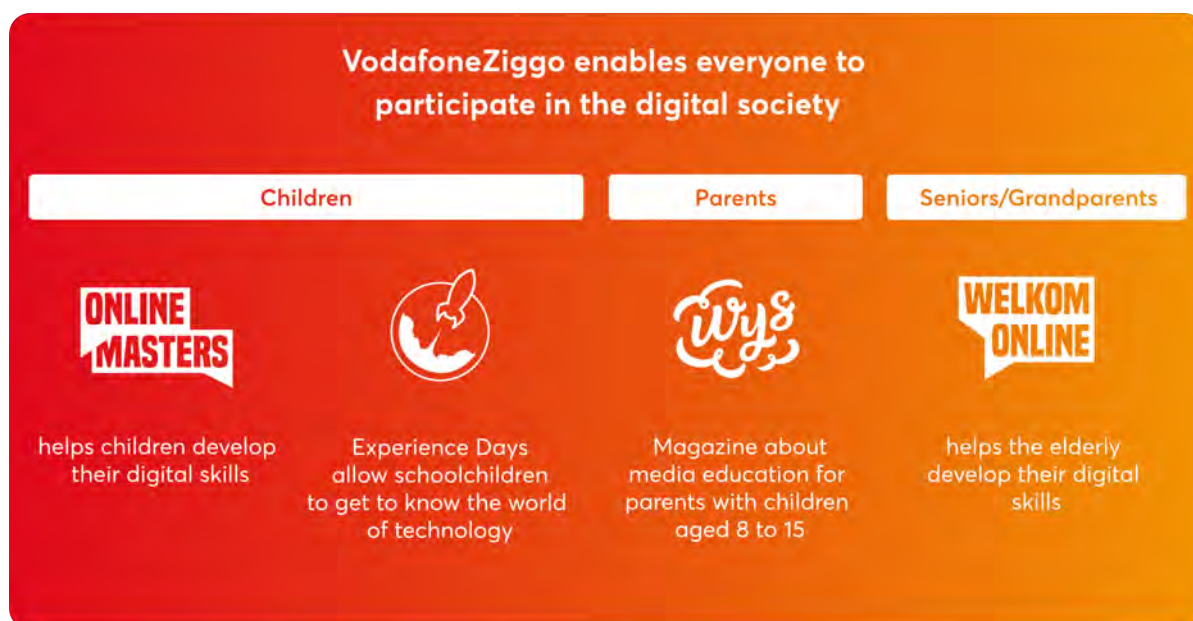 VodafoneZiggo enables everyone to
participate in the digital society
Children
Parents
Seniors/Grandparents
ONLINE
MASTERS
helps children develop
their digital skills
Experience Days
allow schoolchildren
to get to know the world
of technology
wys
Magazine about
media education for
parents with children
aged 8 to 15
WELKOM
ONLINE
helps the elderly
develop their digital
skills